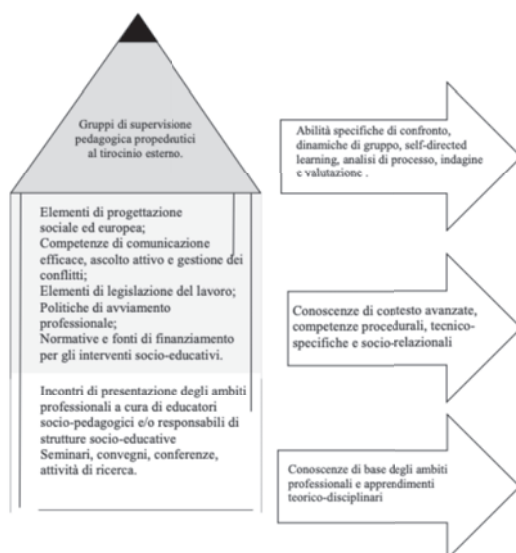 Gruppi di supervisione
pedagogica propedeutici
al tirocinio esterno.
Abilità specifiche di confronto,
dinamiche di gruppo, self-directed
learning, analisi di processo, indagine
e valutazione .
Elementi di progettazione
sociale ed europea;
Competenze di comunicazione
efficace, ascolto attivo e gestione dei
conflitti;
Elementi di legislazione del lavoro;
Politiche di avviamento
professionale;
Normative e fonti di finanziamento
per gli interventi socio-educativi.
Conoscenze di contesto avanzate,
competenze procedurali, tecnico-
specifiche e socio-relazionali
Incontri di presentazione degli ambiti
professionali a cura di educatori
socio-pedagogici e/o responsabili di
strutture socio-educative
Seminari, convegni, conferenze,
attività di ricerca.
Conoscenze di base degli ambiti
professionali e apprendimenti
teorico-disciplinari